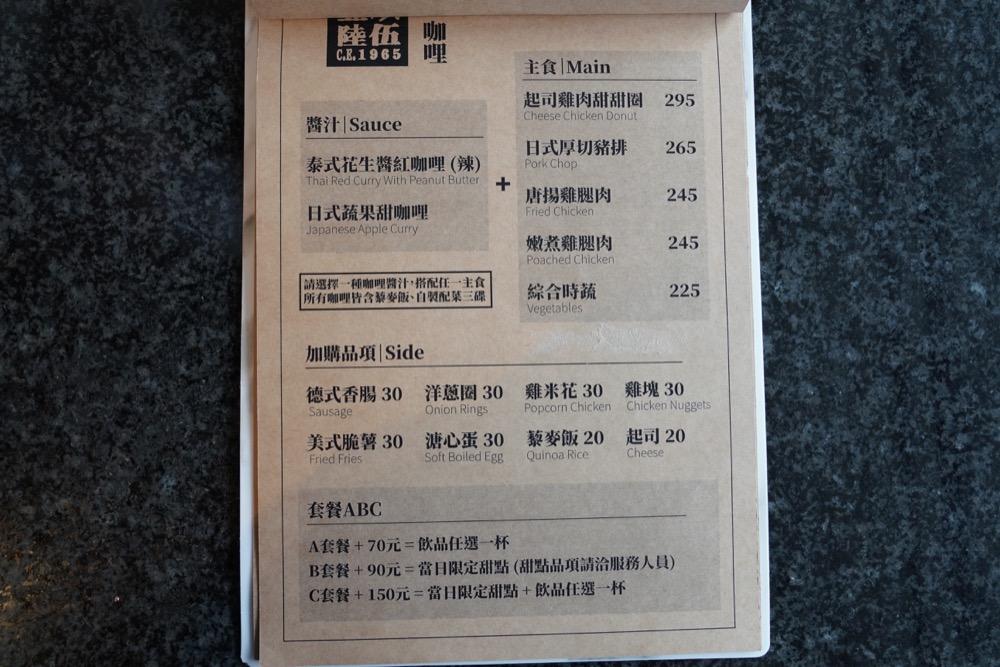 陸伍
C.E.1965
咖哩
醬汁|Sauce
泰式花生醬紅咖哩 (辣)
Thai Red Curry With Peanut Butter
日式蔬果甜咖哩
Japanese Apple Curry
+
主食|Main
起司雞肉甜甜圈 295
Cheese Chicken Donut
日式厚切豬排 265
Pork Chop
唐揚雞腿肉 245
Fried Chicken
嫩煮雞腿肉 245
Poached Chicken
綜合時蔬 225
Vegetables
請選擇一種咖哩醬汁，搭配任一主食
所有咖哩皆含藜麥飯、自製配菜三碟
加購品項|Side
德式香腸 30 洋蔥圈 30 雞米花 30 雞塊 30
Sausage Onion Rings Popcorn Chicken Chicken Nuggets
美式脆薯 30 溏心蛋 30 藜麥飯 20 起司 20
Fried Fries Soft Boiled Egg Quinoa Rice Cheese
套餐ABC
A套餐 + 70元 = 飲品任選一杯
B套餐 + 90元 = 當日限定甜點 (甜點品項請洽服務人員)
C套餐 + 150元 = 當日限定甜點 + 飲品任選一杯